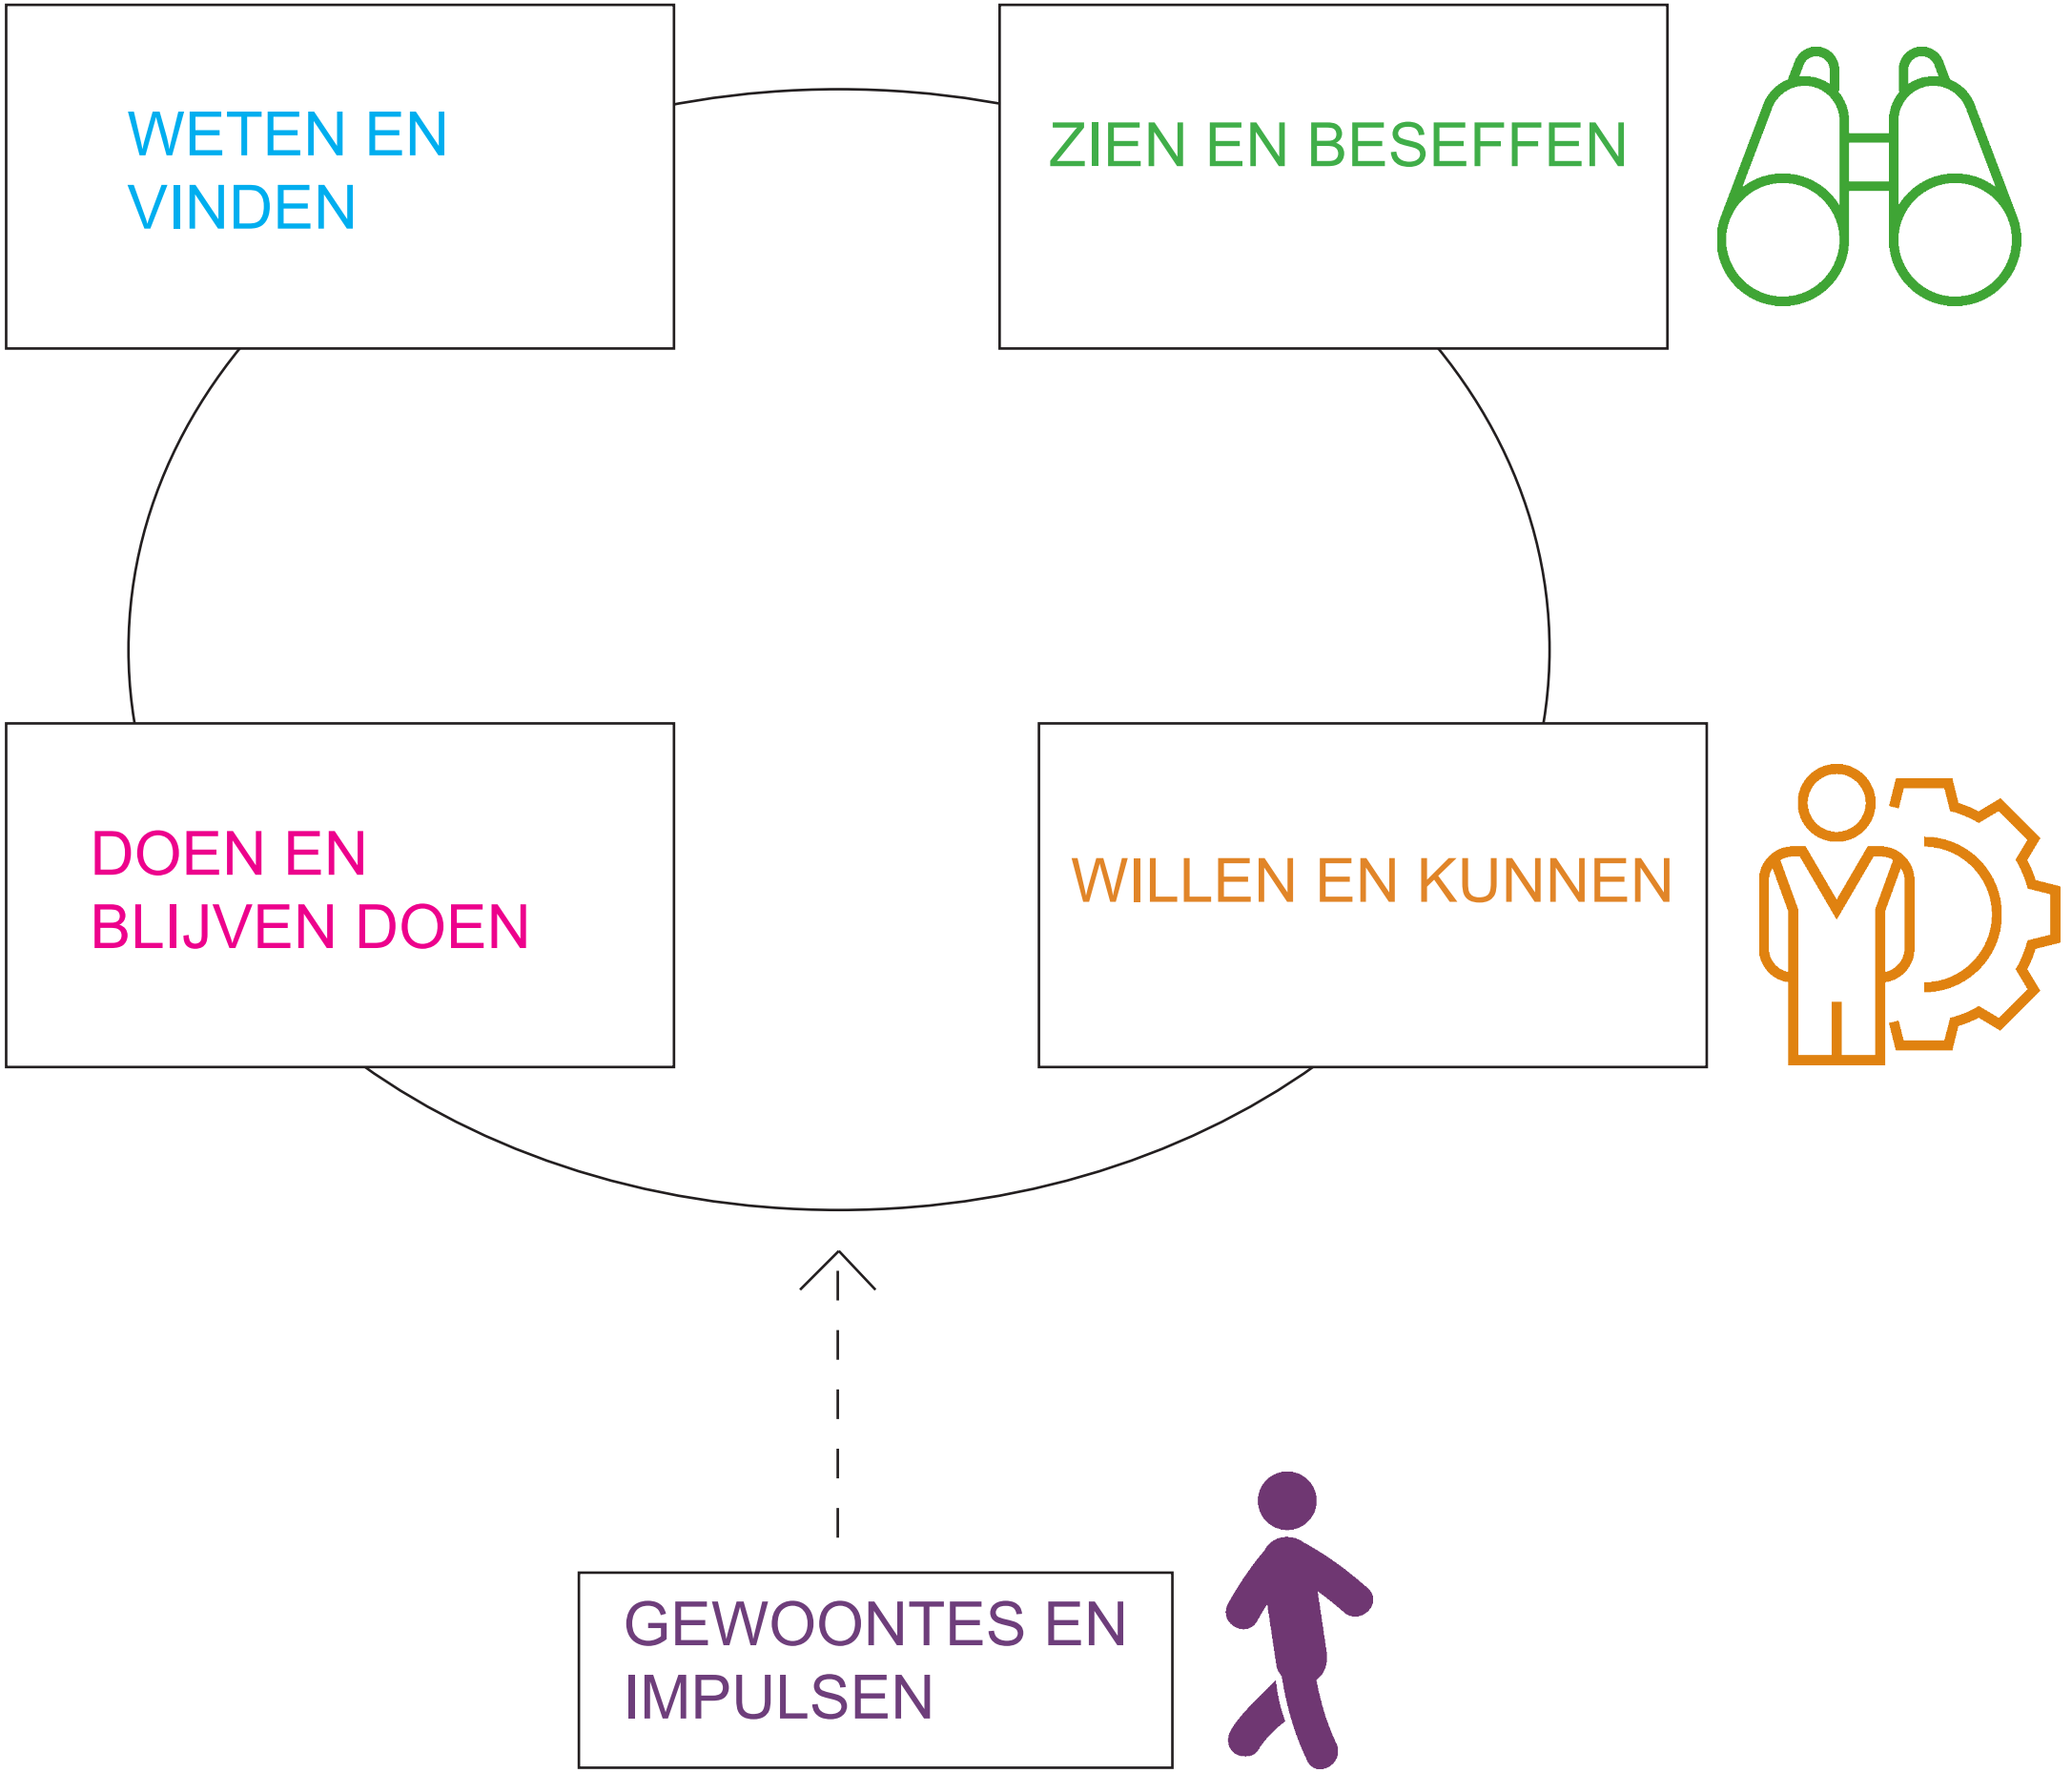 WETEN EN
VINDEN
ZIEN EN BESEFFEN
DOEN EN
BLIJVEN DOEN
WILLEN EN KUNNEN
GEWOONTES EN
IMPULSEN